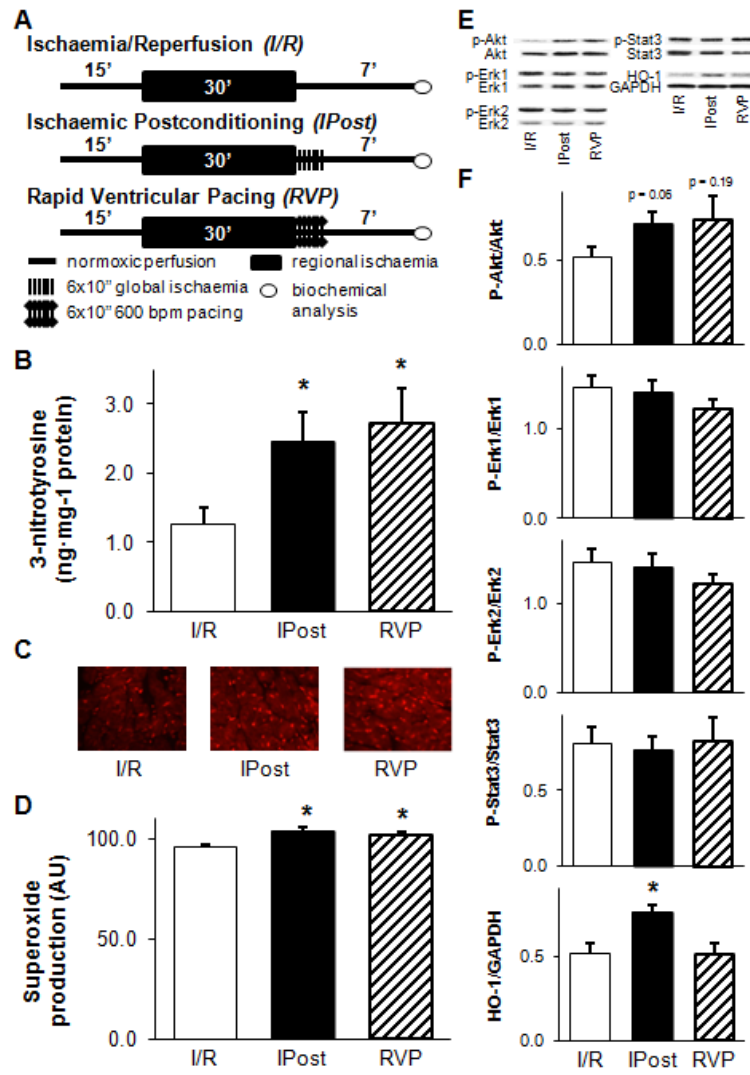 A
Ischaemia/Reperfusion (I/R)
15’ 30’ 7’
Ischaemic Postconditioning (IPost)
15’ 30’ 7’
Rapid Ventricular Pacing (RVP)
15’ 30’ 7’
normoxic perfusion
regional ischaemia
6x10” global ischaemia
biochemical
analysis
6x10” 600 bpm pacing
B
3-nitrotyrosine
(ng·mg-1 protein)
3.0
2.0
1.0
0.0
* *
I/R IPost RVP
C
I/R IPost RVP
D
Superoxide
production (AU)
100.0
50.0
0.0
* *
I/R IPost RVP
E
p-Akt
Akt
p-Erk1
Erk1
p-Erk2
Erk2
I/R IPost RVP
p-Stat3
Stat3
HO-1
GAPDH
I/R IPost RVP
F
P-Akt/Akt
0.5
0.0
p = 0.06 p = 0.19
P-Erk1/Erk1
1.0
0.0
P-Erk2/Erk2
1.0
0.0
P-Stat3/Stat3
0.5
0.0
HO-1/GAPDH
0.5
0.0
*
I/R IPost RVP